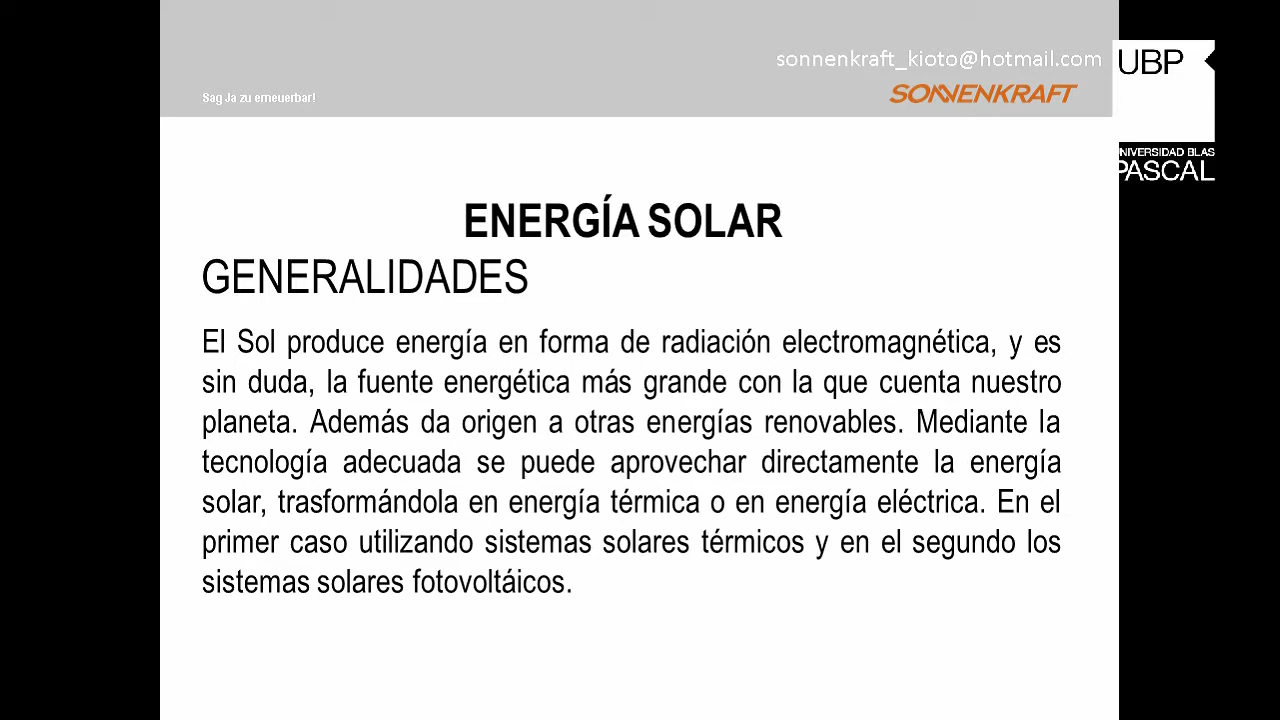 sonnenkraft_kioto@hotmail.com
UBP
Sag Ja zu erneuerbar!
SONNENKRAFT
NIVERSIDAD BLAS
PASCAL
ENERGÍA SOLAR
GENERALIDADES
El Sol produce energía en forma de radiación electromagnética, y es
sin duda, la fuente energética más grande con la que cuenta nuestro
planeta. Además da origen a otras energías renovables. Mediante la
tecnología adecuada se puede aprovechar directamente la energía
solar, trasformándola en energía térmica o en energía eléctrica. En el
primer caso utilizando sistemas solares térmicos y en el segundo los
sistemas solares fotovoltáicos.